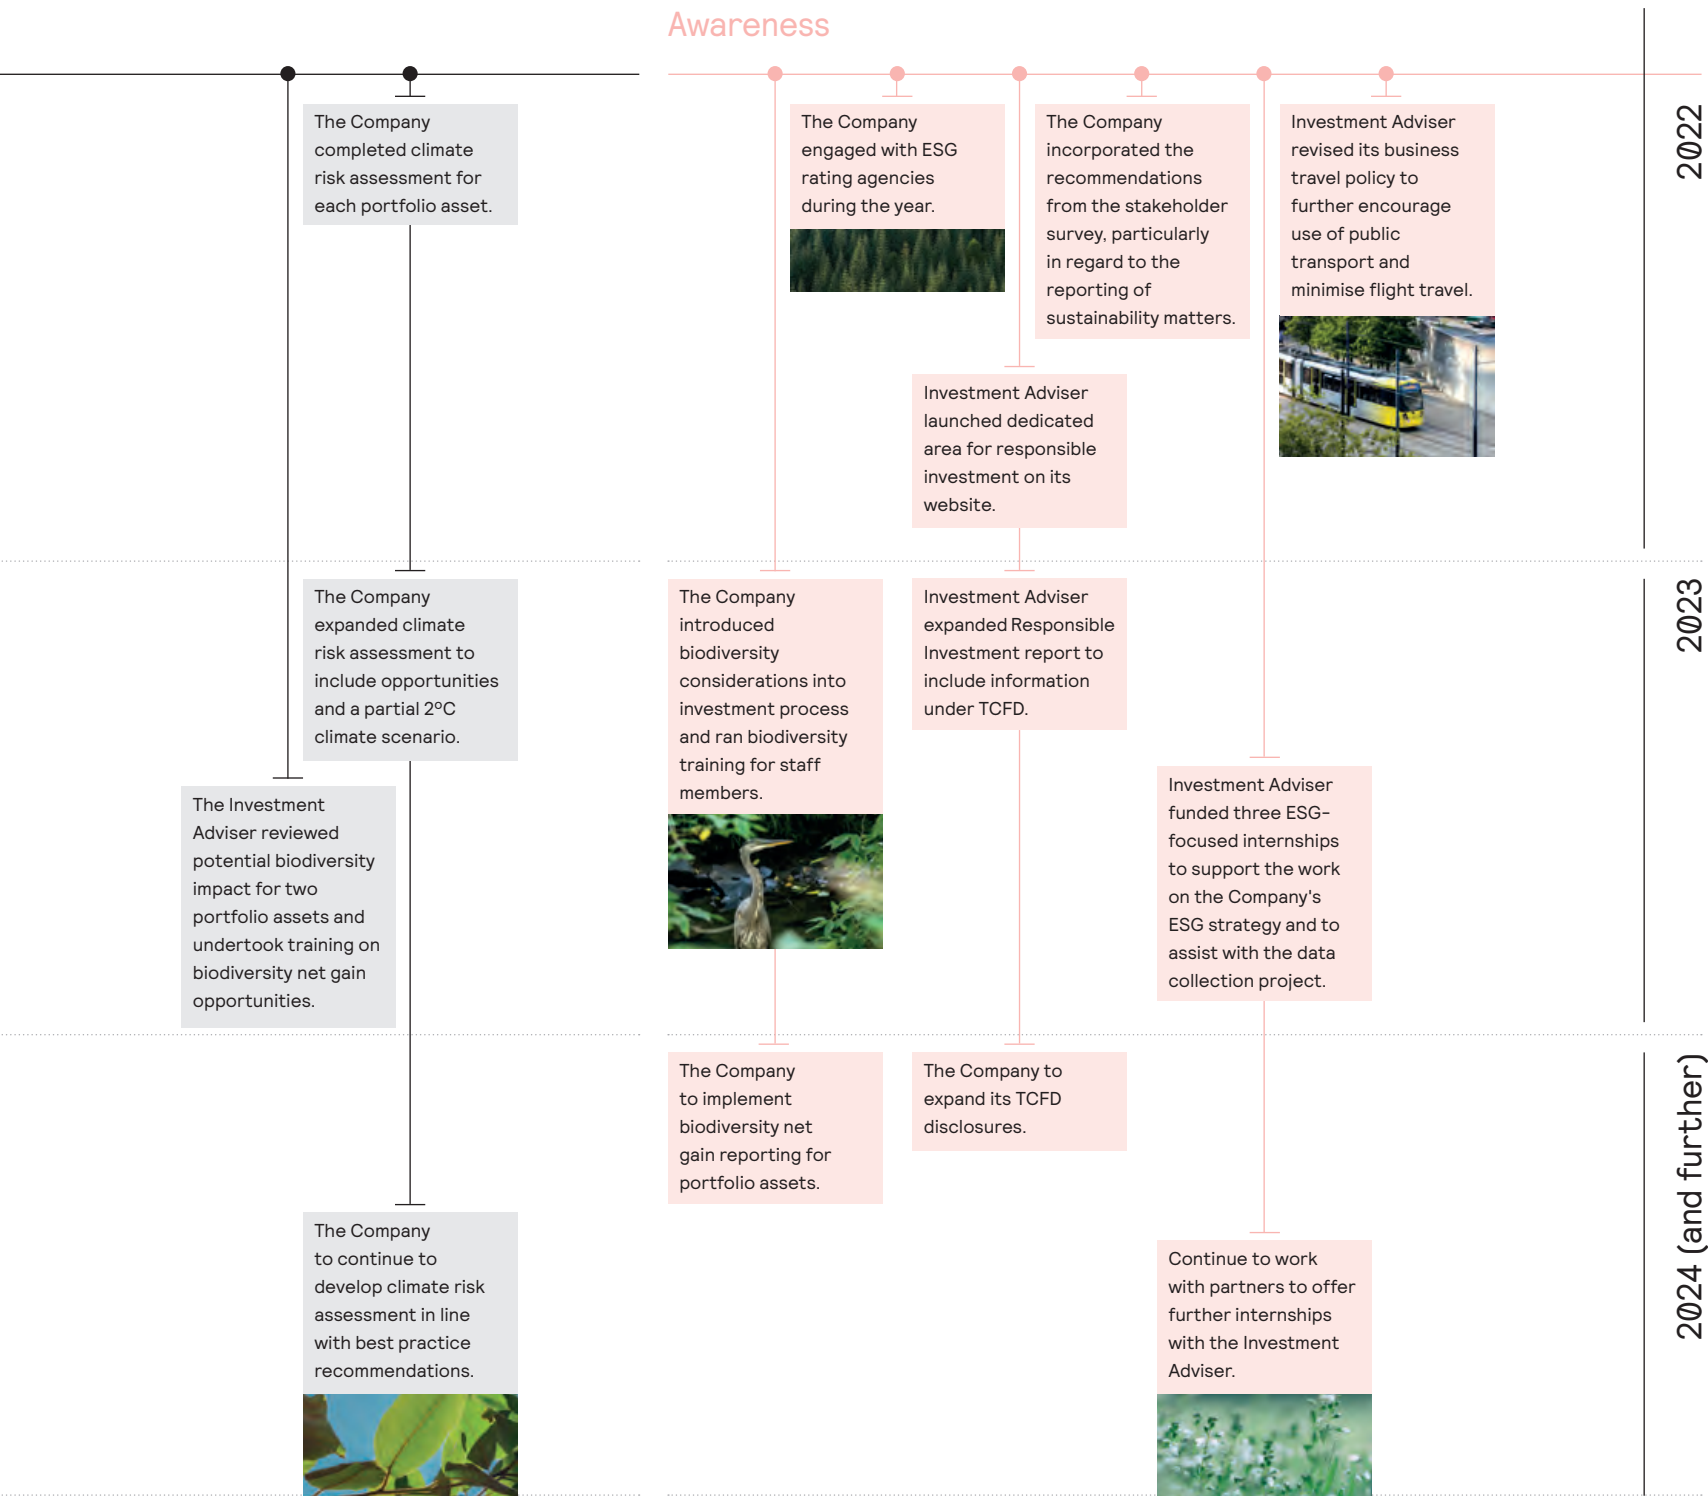 Awareness
2022
The Company
completed climate
risk assessment for
each portfolio asset.
The Company
engaged with ESG
rating agencies
during the year.
The Company
incorporated the
recommendations
from the stakeholder
survey, particularly
in regard to the
reporting of
sustainability matters.
Investment Adviser
revised its business
travel policy to
further encourage
use of public
transport and
minimise flight travel.
Investment Adviser
launched dedicated
area for responsible
investment on its
website.
2023
The Company
expanded climate
risk assessment to
include opportunities
and a partial 2ºC
climate scenario.
The Investment
Adviser reviewed
potential biodiversity
impact for two
portfolio assets and
undertook training on
biodiversity net gain
opportunities.
The Company
introduced
biodiversity
considerations into
investment process
and ran biodiversity
training for staff
members.
Investment Adviser
expanded Responsible
Investment report to
include information
under TCFD.
Investment Adviser
funded three ESG-
focused internships
to support the work
on the Company's
ESG strategy and to
assist with the data
collection project.
2024 (and further)
The Company
to continue to
develop climate risk
assessment in line
with best practice
recommendations.
The Company
to implement
biodiversity net
gain reporting for
portfolio assets.
The Company to
expand its TCFD
disclosures.
Continue to work
with partners to offer
further internships
with the Investment
Adviser.